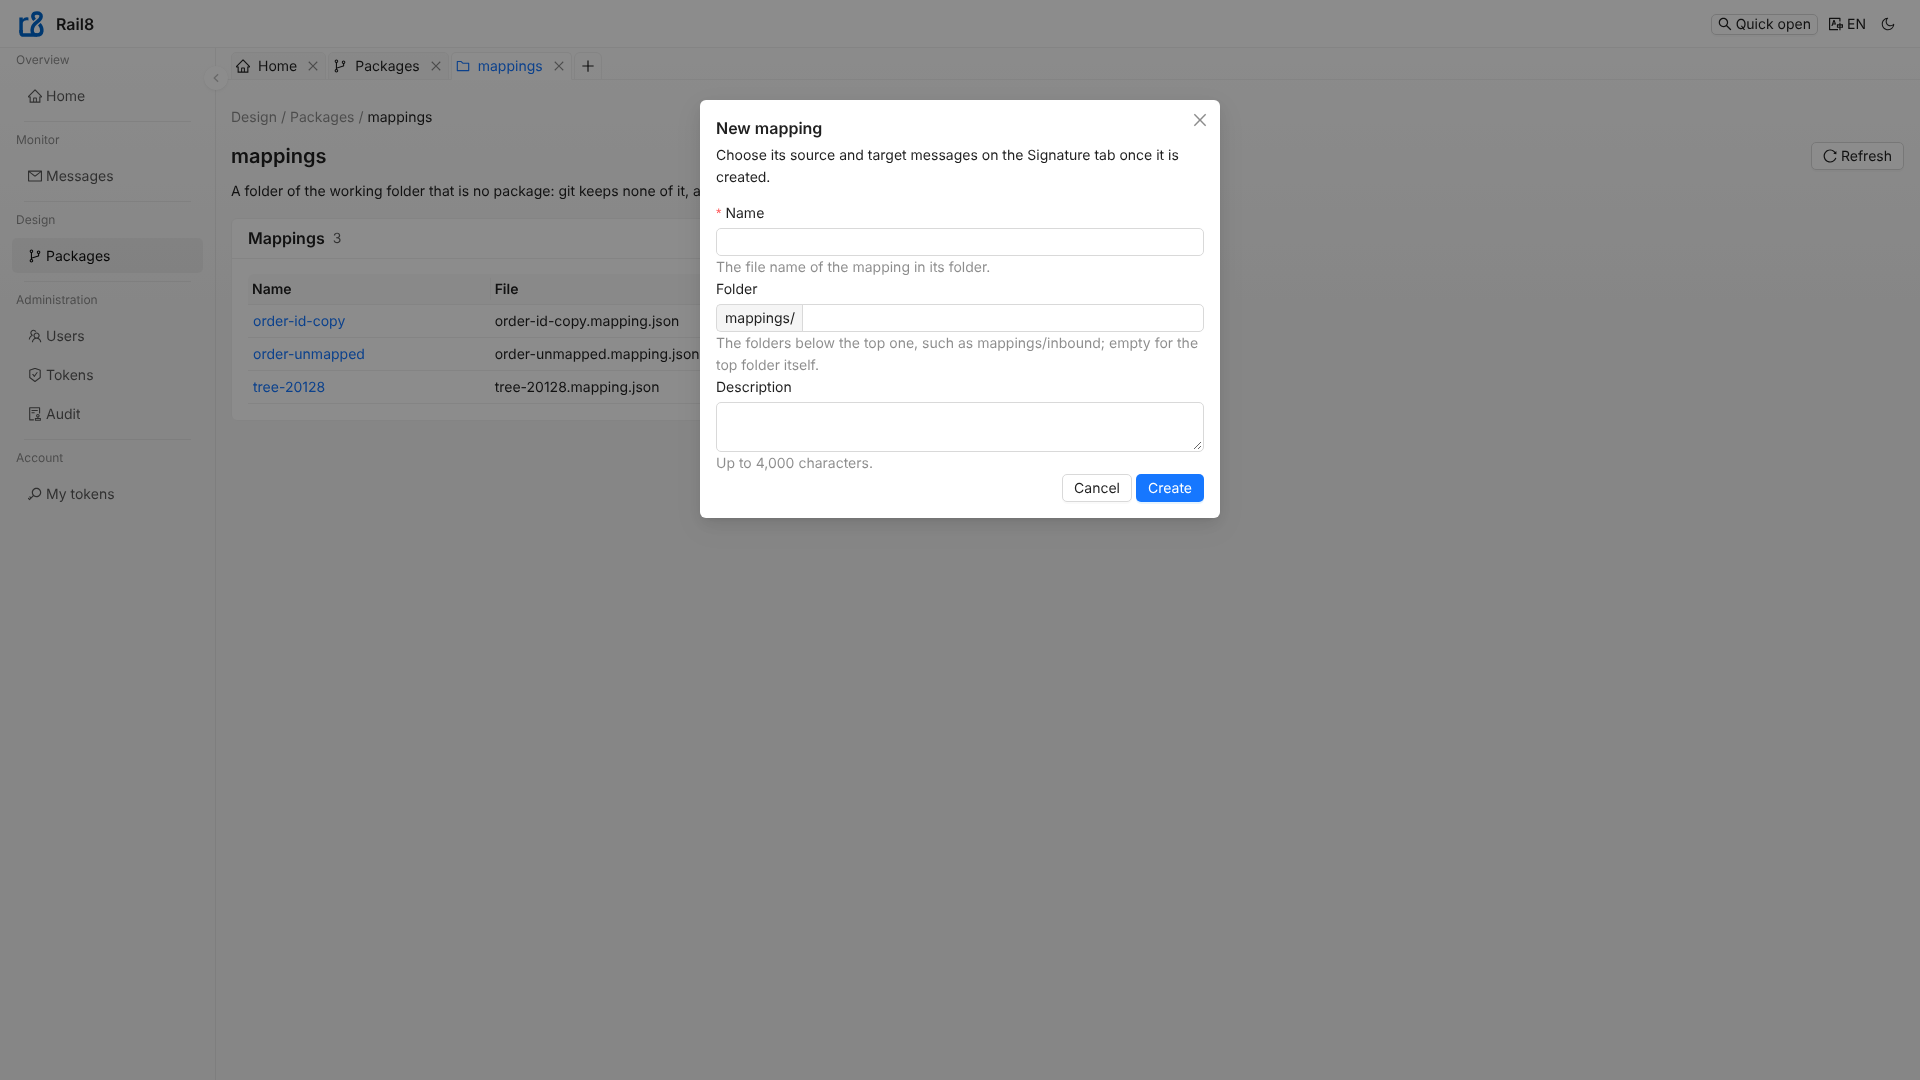 r8 Rail8
Quick open
EN
Overview
Home
Monitor
Messages
Design
Packages
Administration
Users
Tokens
Audit
Account
My tokens
Home
Packages
mappings
Design / Packages / mappings
mappings
Refresh
A folder of the working folder that is no package: git keeps none of it, a
Mappings 3
Name File
order-id-copy order-id-copy.mapping.json
order-unmapped order-unmapped.mapping.json
tree-20128 tree-20128.mapping.json
New mapping
Choose its source and target messages on the Signature tab once it is
created.
* Name
The file name of the mapping in its folder.
Folder
mappings/
The folders below the top one, such as mappings/inbound; empty for the
top folder itself.
Description
Up to 4,000 characters.
Cancel Create